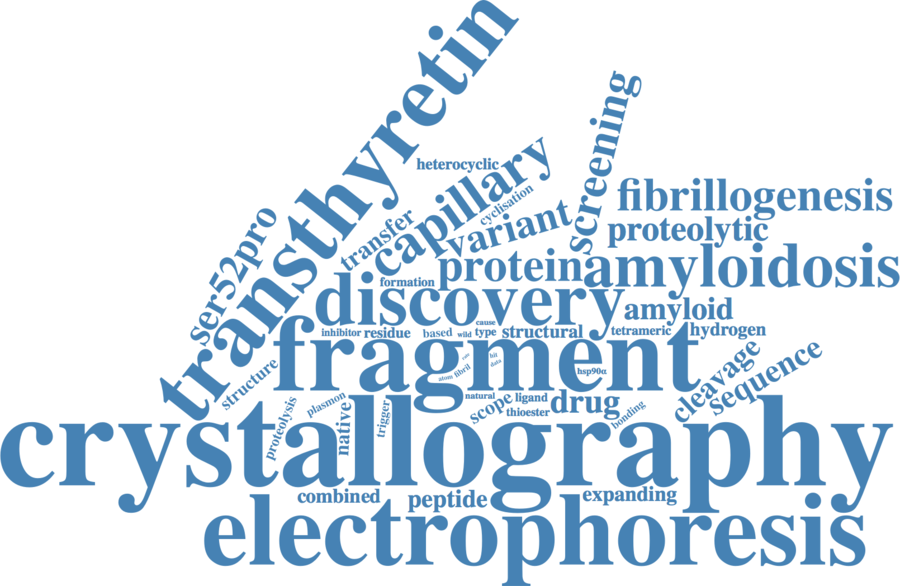 transthyretin
screening
heterocyclic
capillary
cyclisation
fibrillogenesis
transfer
variant
proteolytic
ser52pro
formation
protein
amyloidosis
discovery
amyloid
inhibitor
residue
based
wild
cause
type
structural
tetrameric
hydrogen
fragment
can
hit
data
atom
fibril
hsp90α
structure
cleavage
sequence
natural
scope
ligand
thioester
drug
bonding
proteolysis
plasmon
native
trigger
crystallography
combined
peptide
expanding
electrophoresis